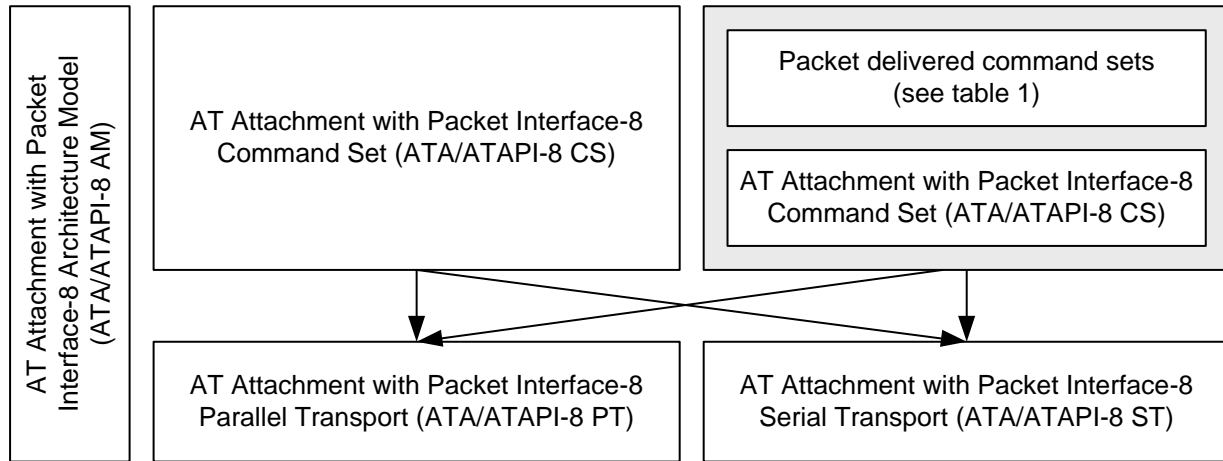 AT Attachment with Packet
Interface-8 Architecture Model
(ATA/ATAPI-8 AM)
AT Attachment with Packet Interface-8
Command Set (ATA/ATAPI-8 CS)
Packet delivered command sets
(see table 1)
AT Attachment with Packet Interface-8
Command Set (ATA/ATAPI-8 CS)
AT Attachment with Packet Interface-8
Parallel Transport (ATA/ATAPI-8 PT)
AT Attachment with Packet Interface-8
Serial Transport (ATA/ATAPI-8 ST)